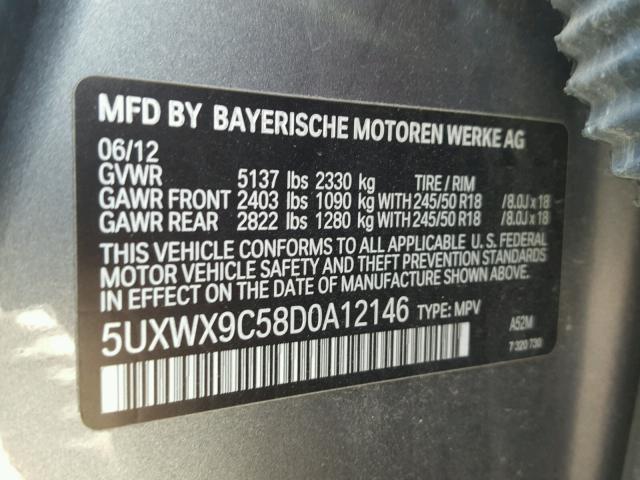 MFD BY BAYERISCHE MOTOREN WERKE AG
06/12
GVWR 5137 lbs 2330 kg TIRE / RIM
GAWR FRONT 2403 lbs 1090 kg WITH 245/50 R18 /8.0J x 18
GAWR REAR 2822 lbs 1280 kg WITH 245/50 R18 /8.0J x 18
THIS VEHICLE CONFORMS TO ALL APPLICABLE U. S. FEDERAL
MOTOR VEHICLE SAFETY AND THEFT PREVENTION STANDARDS
IN EFFECT ON THE DATE OF MANUFACTURE SHOWN ABOVE.
5UXWX9C58D0A12146 TYPE: MPV
A52M
7 320 730